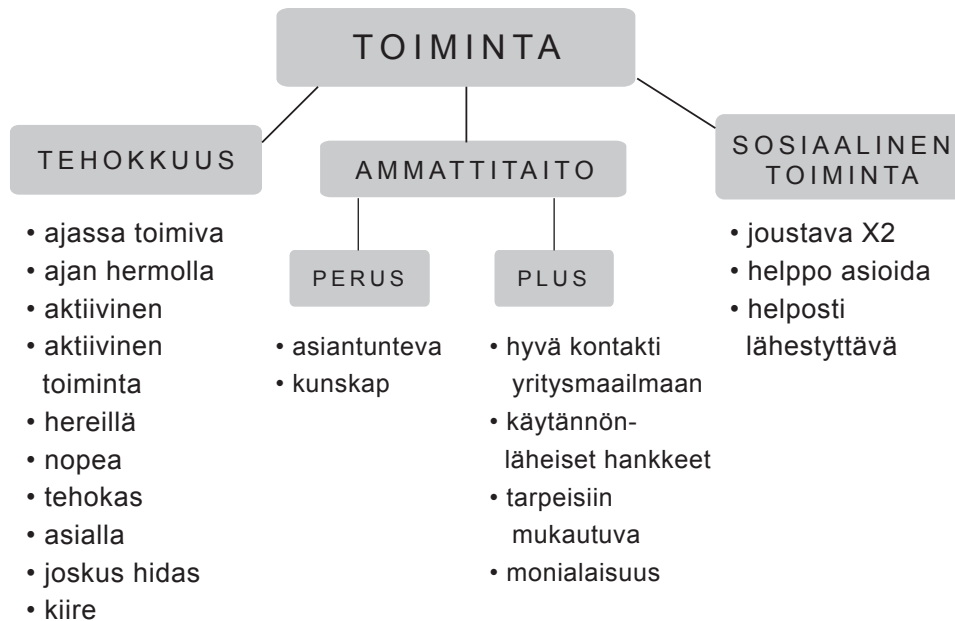 TOIMINTA
TEHOKKUUS
• ajassa toimiva
• ajan hermolla
• aktiivinen
• aktiivinen
toiminta
• hereillä
• nopea
• tehokas
• asialla
• joskus hidas
• kiire
AMMATTITAITO
PERUS
• asiantunteva
• kunskap
PLUS
• hyvä kontakti
yritysmaailmaan
• käytännön-
läheiset hankkeet
• tarpeisiin
mukautuva
• monialaisuus
SOSIAALINEN
TOIMINTA
• joustava X2
• helppo asioida
• helposti
lähestyttävä